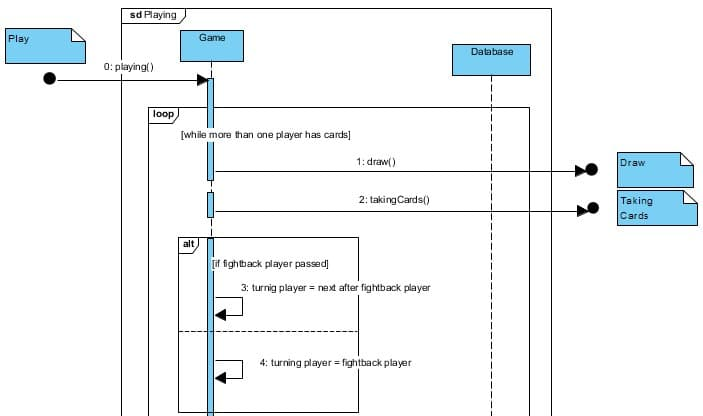 sd Playing
Play
Game
Database
0: playing()
loop
[while more than one player has cards]
1: draw()
Draw
2: takingCards()
Taking
Cards
alt
[if fightback player passed]
3: turnig player = next after fightback player
4: turning player = fightback player